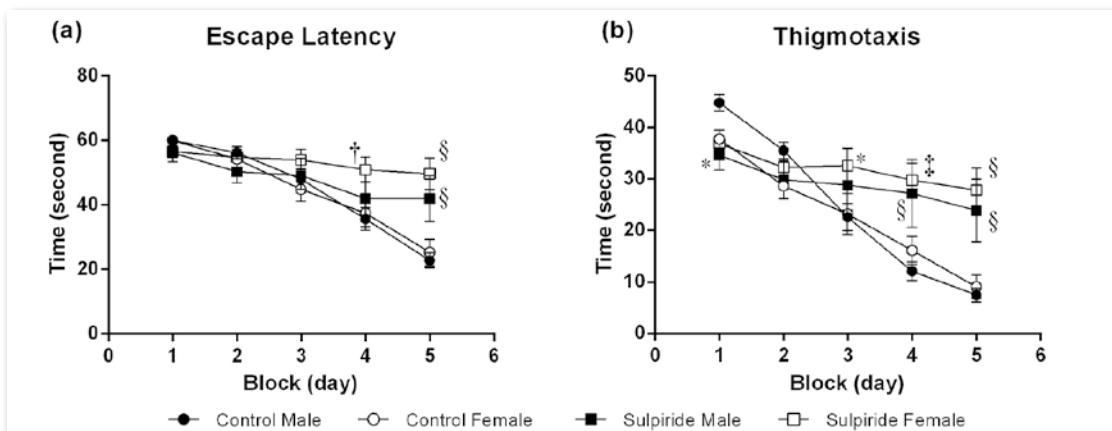 (a) Escape Latency
80
60
40
20
0
Time (second)
†
§
§
0 1 2 3 4 5 6
Block (day)
(b) Thigmotaxis
50
40
30
20
10
0
Time (second)
*
*
‡
§
§
§
0 1 2 3 4 5 6
Block (day)
Control Male Control Female Sulpiride Male Sulpiride Female